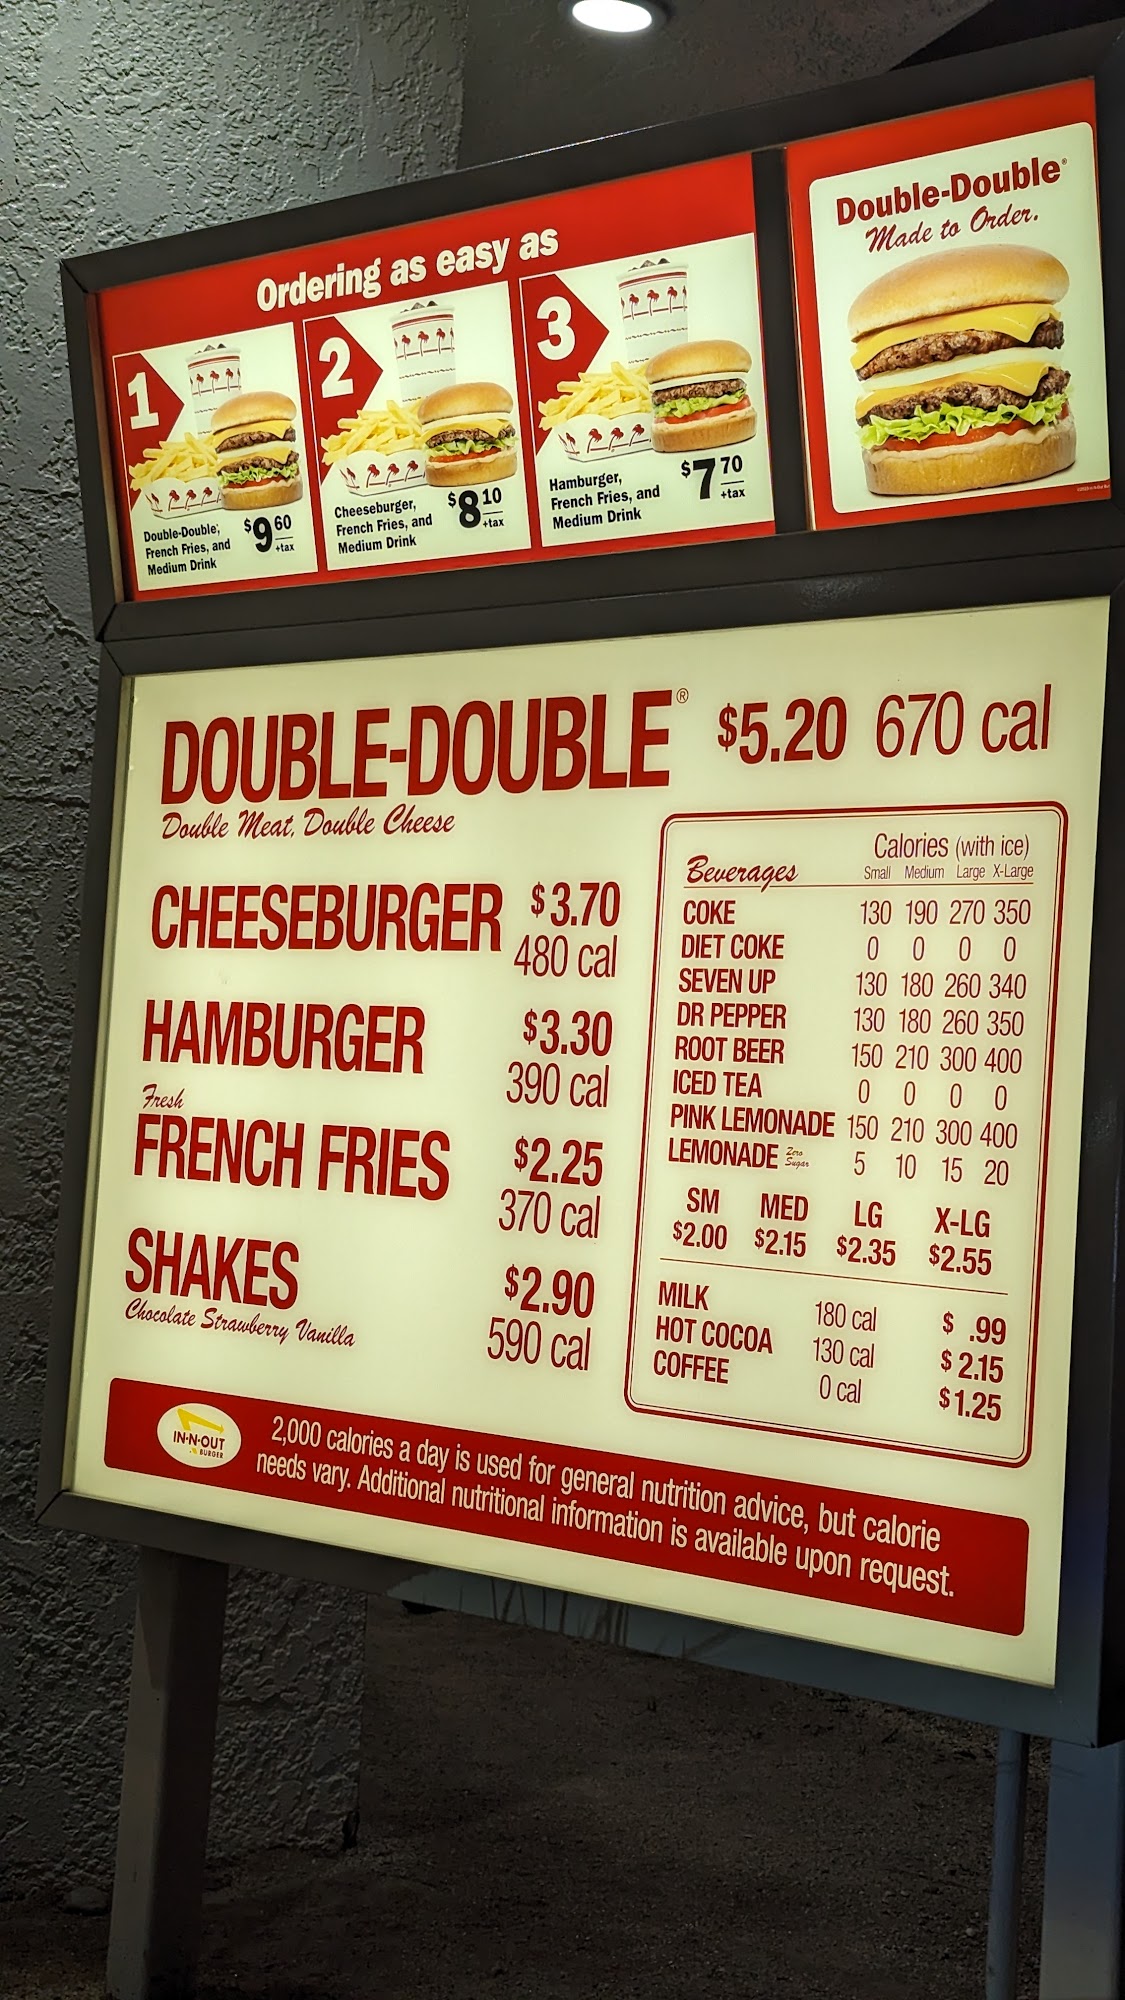 Ordering as easy as
1
Double-Double,
French Fries, and
Medium Drink
$9 60
+tax
2
Cheeseburger,
French Fries, and
Medium Drink
$8 10
+tax
3
Hamburger,
French Fries, and
Medium Drink
$7 70
+tax
Double-Double®
Made to Order.
DOUBLE-DOUBLE® $5.20 670 cal
Double Meat, Double Cheese
CHEESEBURGER $3.70
480 cal
HAMBURGER $3.30
390 cal
Fresh
FRENCH FRIES $2.25
370 cal
SHAKES $2.90
Chocolate Strawberry Vanilla 590 cal
Calories (with ice)
Beverages Small Medium Large X-Large
COKE 130 190 270 350
DIET COKE 0 0 0 0
SEVEN UP 130 180 260 340
DR PEPPER 130 180 260 350
ROOT BEER 150 210 300 400
ICED TEA 0 0 0 0
PINK LEMONADE 150 210 300 400
LEMONADE Zero Sugar 5 10 15 20
SM MED LG X-LG
$2.00 $2.15 $2.35 $2.55
MILK 180 cal $ .99
HOT COCOA 130 cal $2.15
COFFEE 0 cal $1.25
IN-N-OUT
BURGER
2,000 calories a day is used for general nutrition advice, but calorie
needs vary. Additional nutritional information is available upon request.